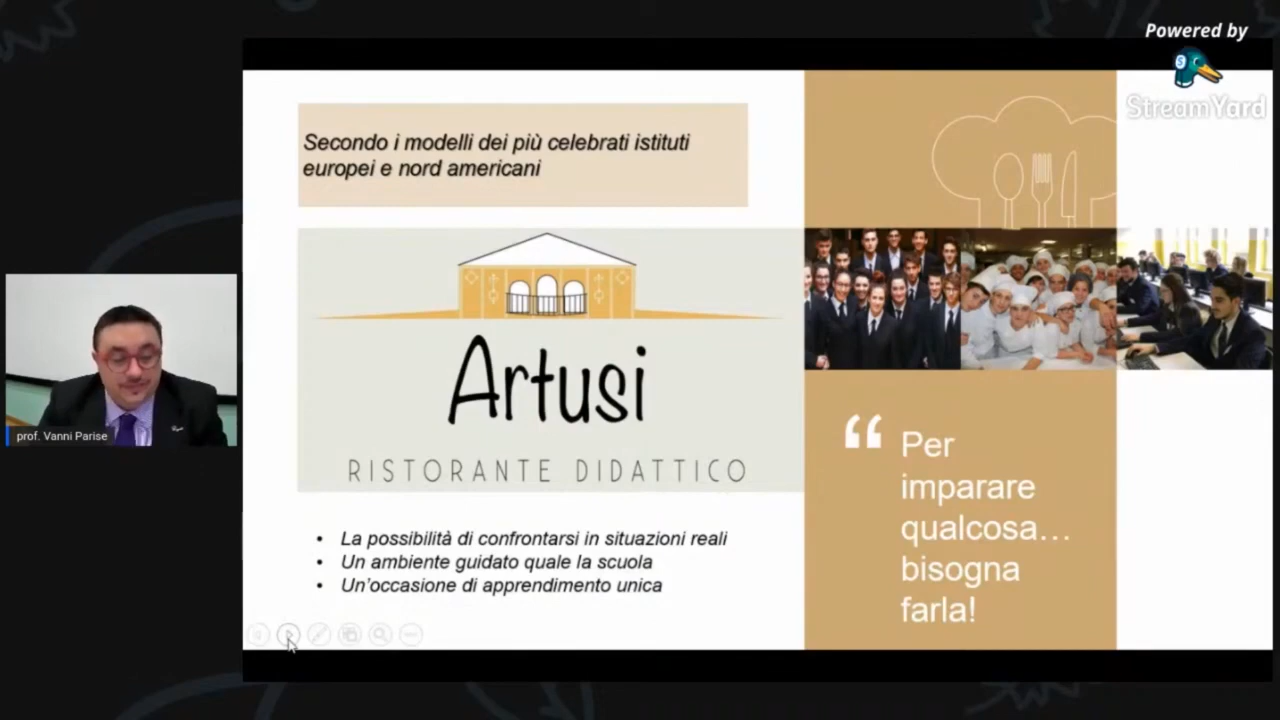 Powered by
StreamYard
Secondo i modelli dei più celebrati istituti
europei e nord americani
Artusi
RISTORANTE DIDATTICO
• La possibilità di confrontarsi in situazioni reali
• Un ambiente guidato quale la scuola
• Un'occasione di apprendimento unica
“ Per
imparare
qualcosa…
bisogna
farla!
prof. Vanni Parise